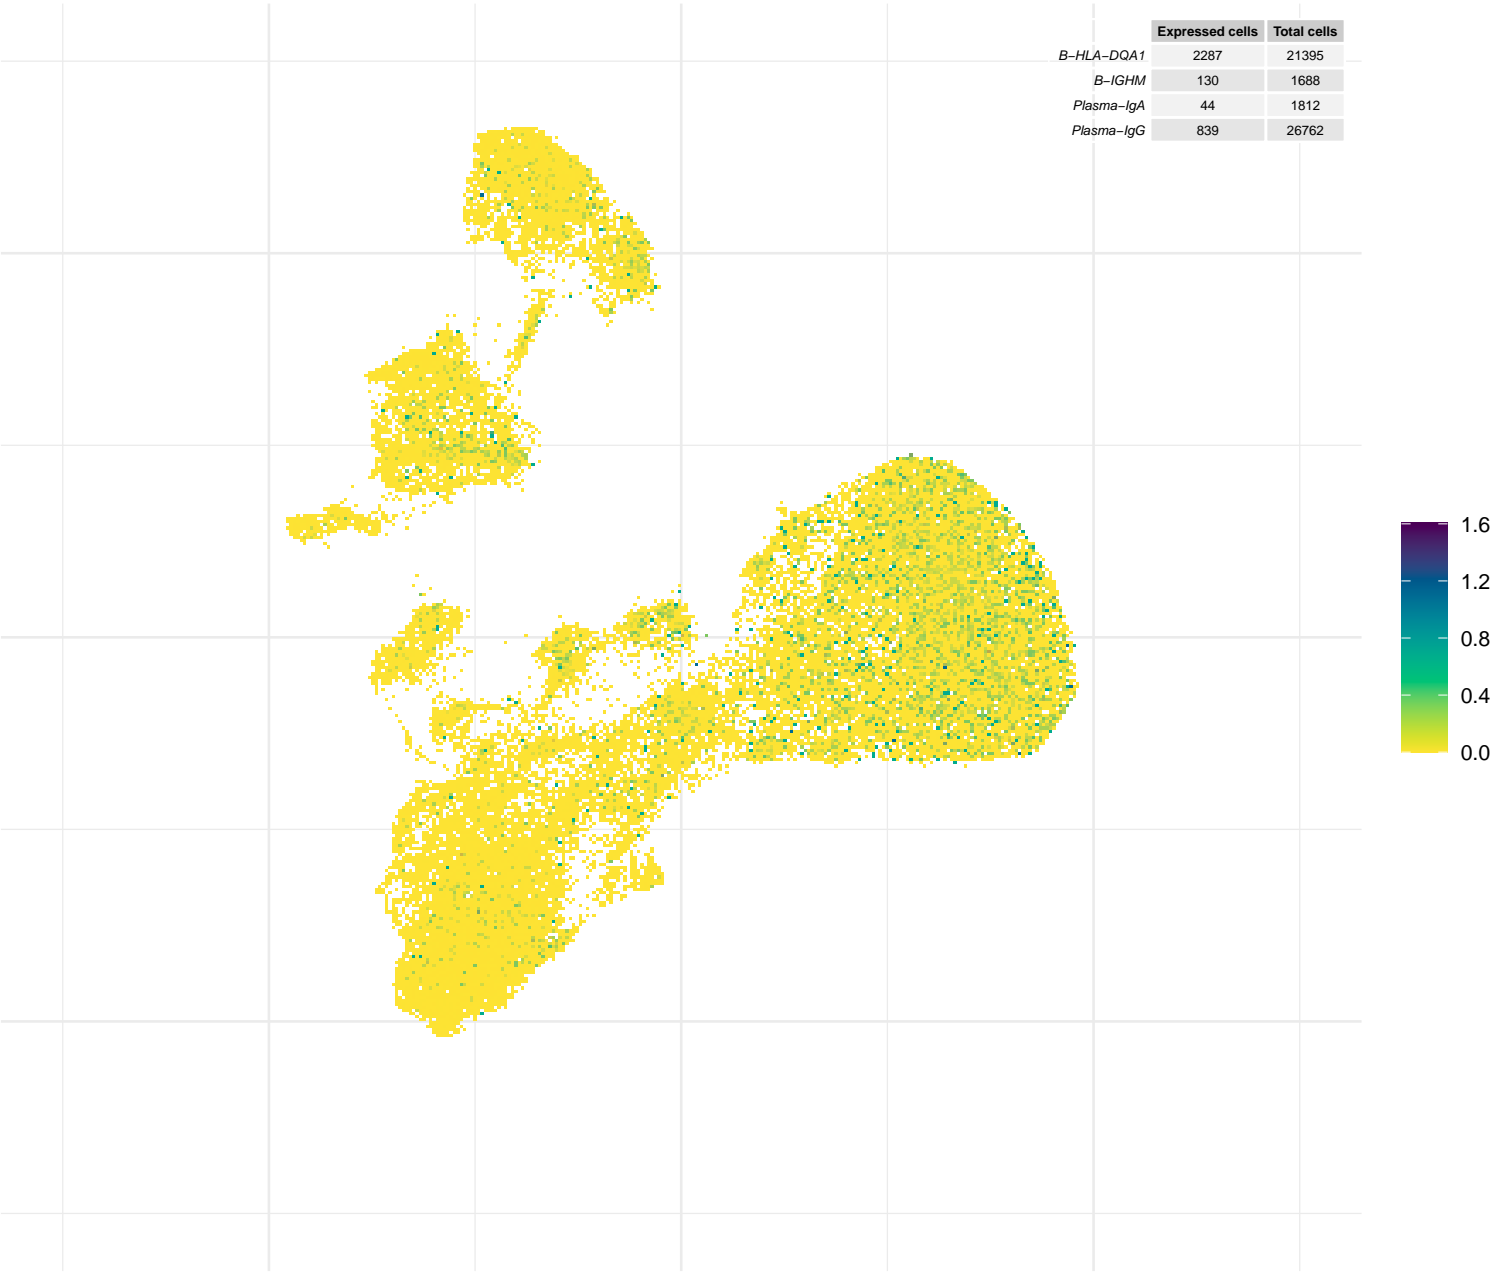 Expressed cells Total cells
B−HLA−DQA1 2287 21395
B−IGHM 130 1688
Plasma−IgA 44 1812
Plasma−IgG 839 26762
1.6
1.2
0.8
0.4
0.0